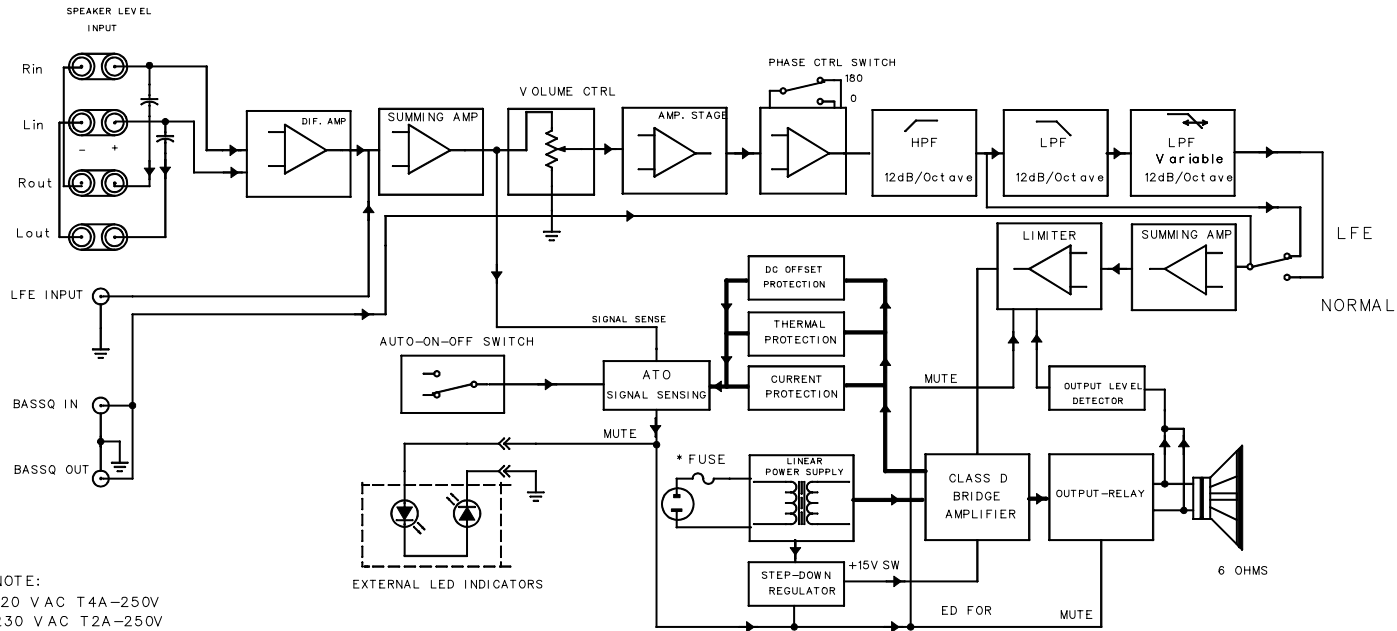 SPEAKER LEVEL
INPUT
Rin
Lin
- +
Rout
Lout
DIF. AMP
SUMMING AMP
VOLUME CTRL
AMP. STAGE
PHASE CTRL SWITCH
180
0
HPF
12dB/Octave
LPF
12dB/Octave
LPF
Variable
12dB/Octave
LFE
NORMAL
LIMITER
SUMMING AMP
LFE INPUT
DC OFFSET
PROTECTION
THERMAL
PROTECTION
CURRENT
PROTECTION
SIGNAL SENSE
AUTO-ON-OFF SWITCH
ATO
SIGNAL SENSING
MUTE
OUTPUT LEVEL
DETECTOR
BASSQ IN
BASSQ OUT
MUTE
* FUSE
LINEAR
POWER SUPPLY
CLASS D
BRIDGE
AMPLIFIER
OUTPUT-RELAY
6 OHMS
EXTERNAL LED INDICATORS
STEP-DOWN
REGULATOR
+15V SW
ED FOR
MUTE
NOTE:
20 VAC T4A-250V
230 VAC T2A-250V